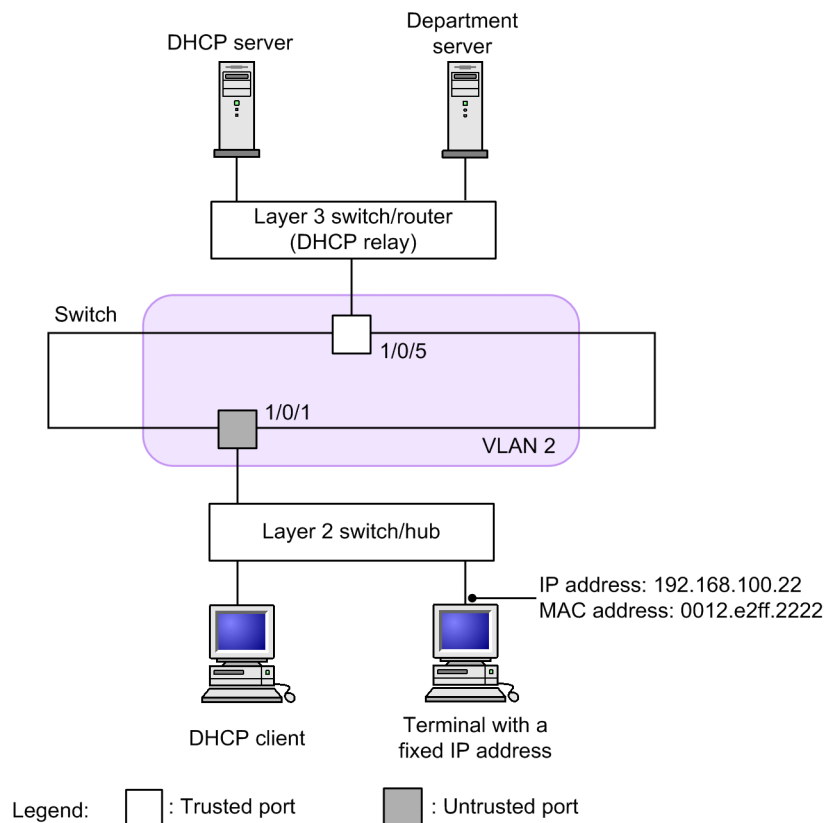 DHCP server
Department
server
Layer 3 switch/router
(DHCP relay)
Switch
1/0/5
1/0/1
VLAN 2
Layer 2 switch/hub
IP address: 192.168.100.22
MAC address: 0012.e2ff.2222
DHCP client
Terminal with a
fixed IP address
Legend:
: Trusted port
: Untrusted port